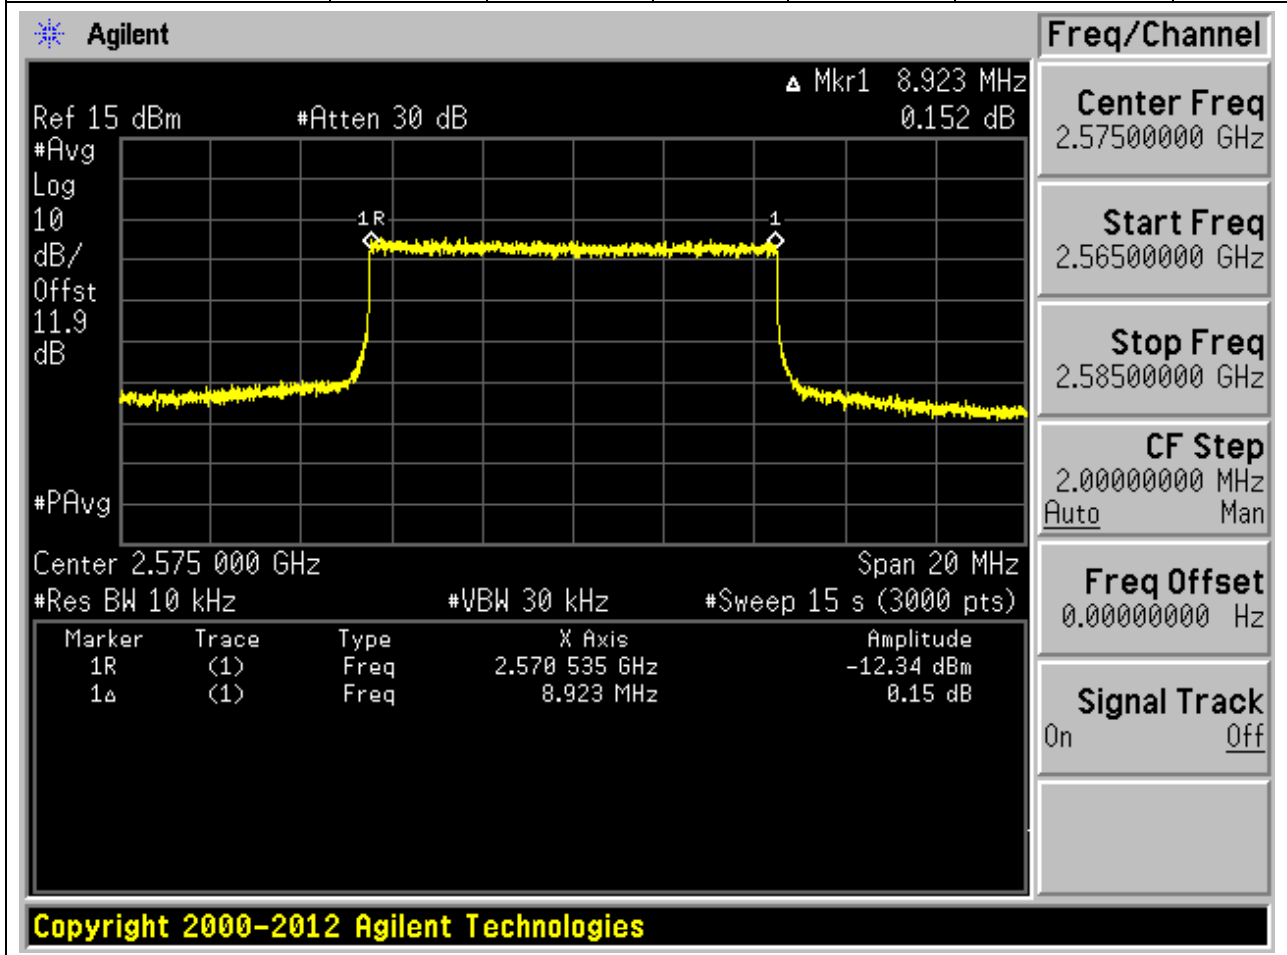 Agilent
Δ Mkr1 8.923 MHz
Ref 15 dBm #Atten 30 dB 0.152 dB
#Avg
Log
10
dB/
Offst
11.9
dB
1R
1
#PAvg
Center 2.575 000 GHz Span 20 MHz
#Res BW 10 kHz #VBW 30 kHz #Sweep 15 s (3000 pts)
Marker Trace Type X Axis Amplitude
1R (1) Freq 2.570 535 GHz -12.34 dBm
1Δ (1) Freq 8.923 MHz 0.15 dB
Copyright 2000-2012 Agilent Technologies
Freq/Channel
Center Freq
2.57500000 GHz
Start Freq
2.56500000 GHz
Stop Freq
2.58500000 GHz
CF Step
2.00000000 MHz
Auto Man
Freq Offset
0.00000000 Hz
Signal Track
On Off